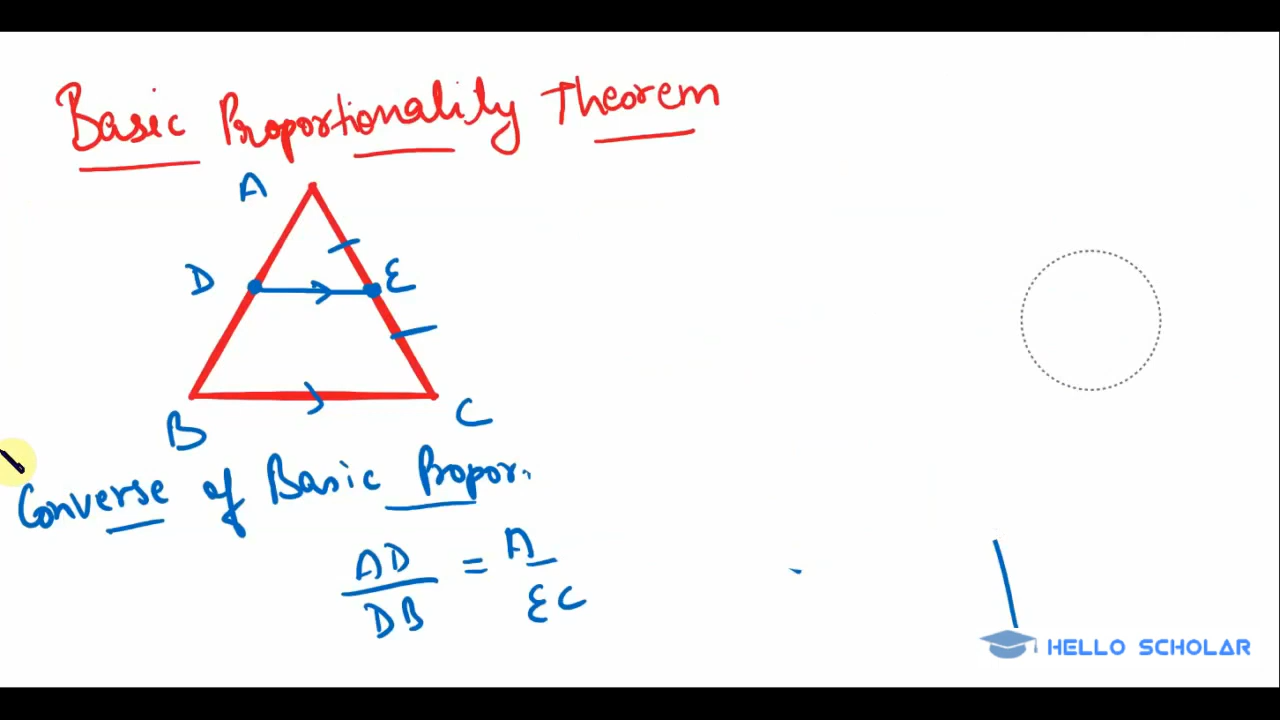 Basic Proportionality Theorem
A
D
E
B
C
Converse of Basic Propor
AD = A
DB EC
HELLO SCHOLAR